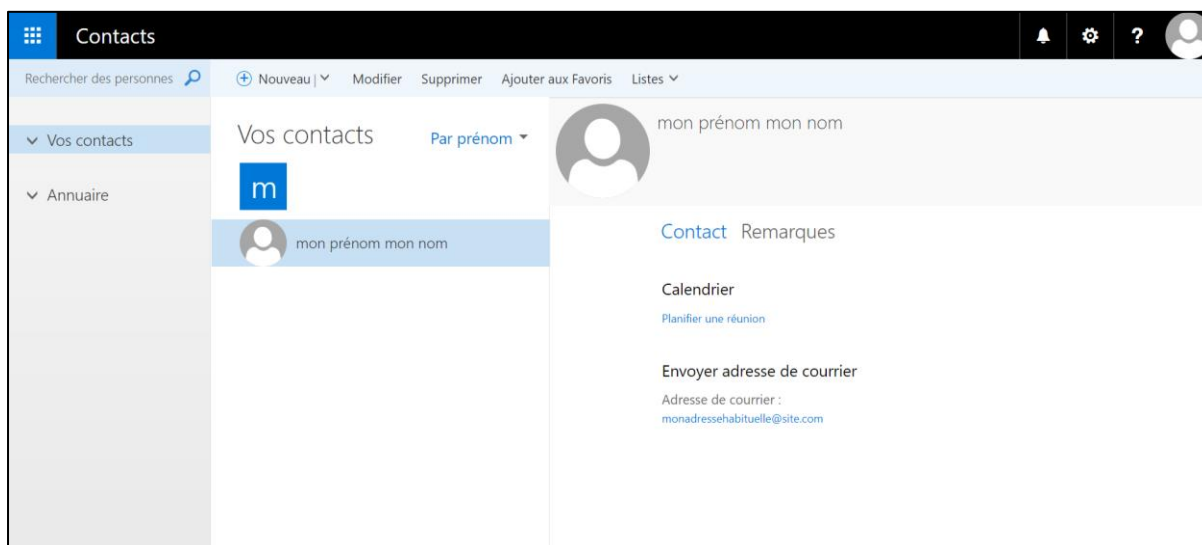 Contacts
?
Rechercher des personnes
Nouveau | Modifier Supprimer Ajouter aux Favoris Listes
Vos contacts
Annuaire
Vos contacts Par prénom
m
mon prénom mon nom
mon prénom mon nom
Contact Remarques
Calendrier
Planifier une réunion
Envoyer adresse de courrier
Adresse de courrier :
monadressehabituelle@site.com